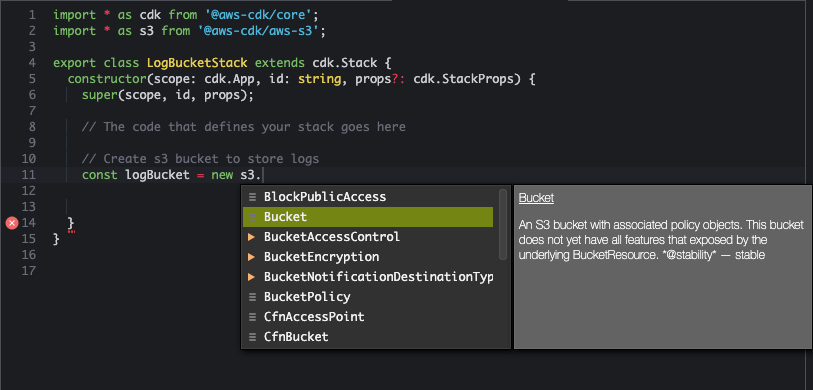 1 import * as cdk from '@aws-cdk/core';
2 import * as s3 from '@aws-cdk/aws-s3';
3
4 export class LogBucketStack extends cdk.Stack {
5 constructor(scope: cdk.App, id: string, props?: cdk.StackProps) {
6 super(scope, id, props);
7
8 // The code that defines your stack goes here
9
10 // Create s3 bucket to store logs
11 const logBucket = new s3.
12
13
14 }
15 }
16
17
BlockPublicAccess
Bucket
BucketAccessControl
BucketEncryption
BucketNotificationDestinationTyp
BucketPolicy
CfnAccessPoint
CfnBucket
Bucket
An S3 bucket with associated policy objects. This bucket
does not yet have all features that exposed by the
underlying BucketResource. *@stability* — stable